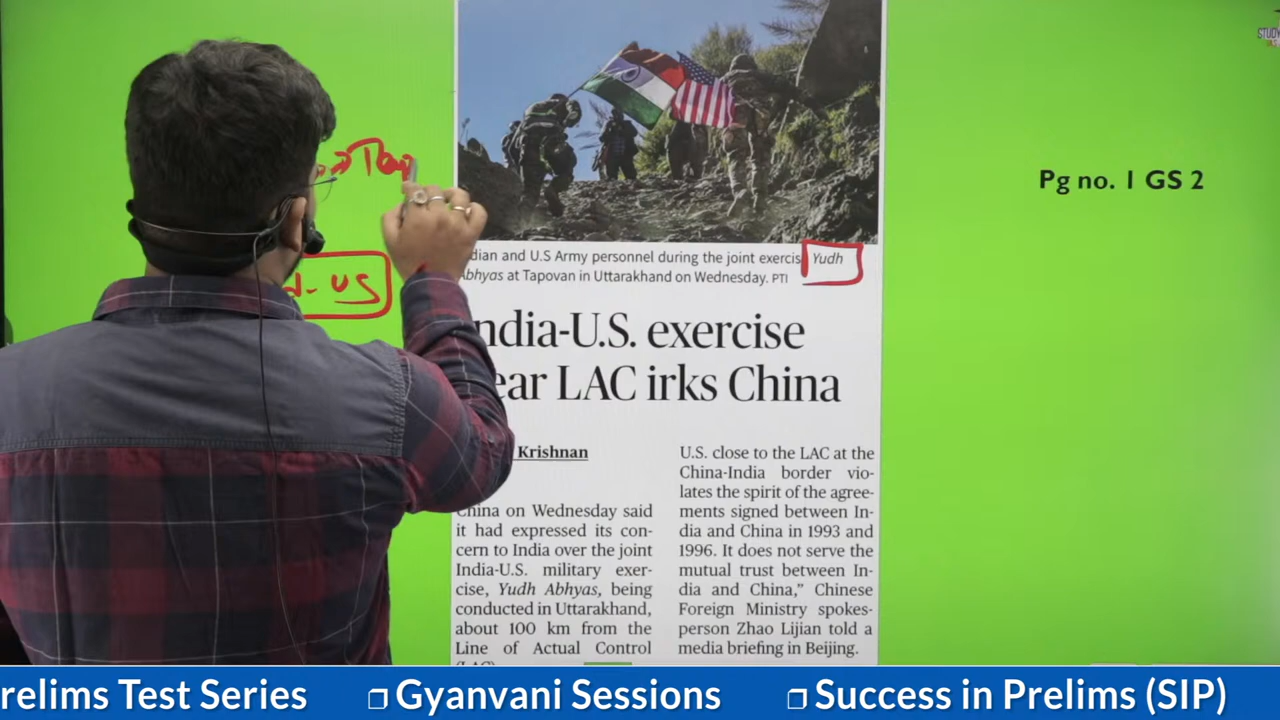 STUDY
Pg no. 1 GS 2
Tap
- US
dian and U.S Army personnel during the joint exercis Yudh
Abhyas at Tapovan in Uttarakhand on Wednesday. PTI
India-U.S. exercise
near LAC irks China
Krishnan
China on Wednesday said
it had expressed its con-
cern to India over the joint
India-U.S. military exer-
cise, Yudh Abhyas, being
conducted in Uttarakhand,
about 100 km from the
Line of Actual Control
(LAC)
U.S. close to the LAC at the
China-India border vio-
lates the spirit of the agree-
ments signed between In-
dia and China in 1993 and
1996. It does not serve the
mutual trust between In-
dia and China,” Chinese
Foreign Ministry spokes-
person Zhao Lijian told a
media briefing in Beijing.
relims Test Series ❐ Gyanvani Sessions ❐ Success in Prelims (SIP)